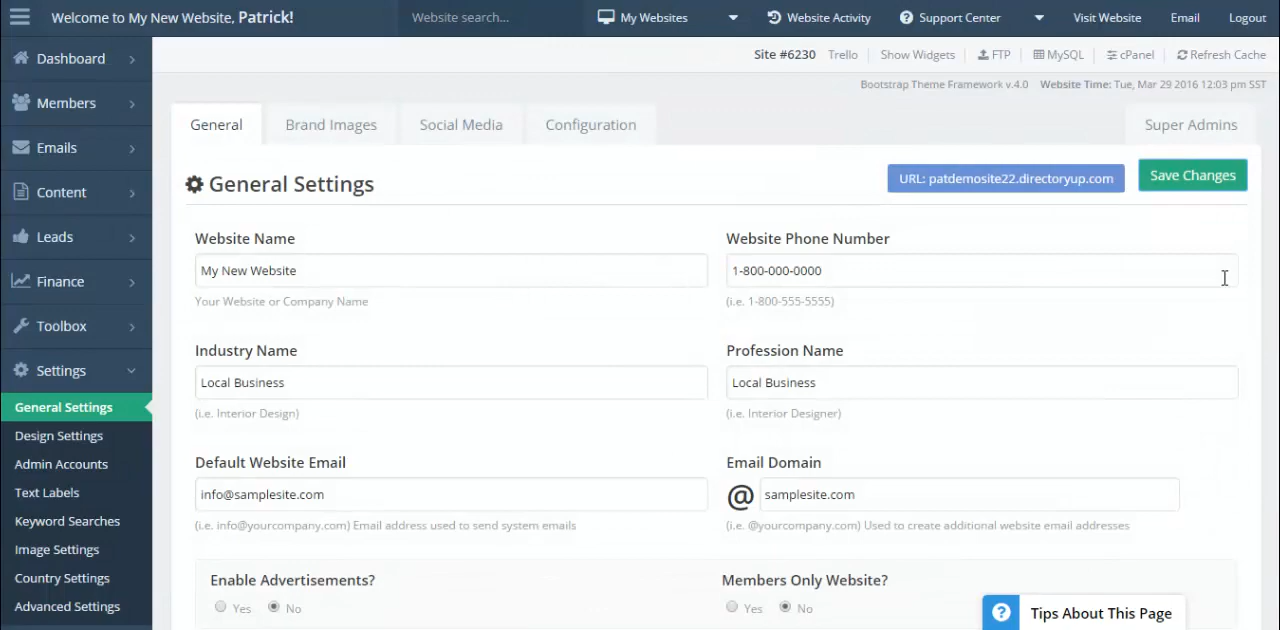 Welcome to My New Website, Patrick!
Website search...
My Websites
Website Activity
Support Center
Visit Website
Email
Logout
Site #6230
Trello
Show Widgets
FTP
MySQL
cPanel
Refresh Cache
Bootstrap Theme Framework v.4.0 Website Time: Tue, Mar 29 2016 12:03 pm SST
Dashboard
Members
Emails
Content
Leads
Finance
Toolbox
Settings
General Settings
Design Settings
Admin Accounts
Text Labels
Keyword Searches
Image Settings
Country Settings
Advanced Settings
General
Brand Images
Social Media
Configuration
Super Admins
General Settings
URL: patdemosite22.directoryup.com
Save Changes
Website Name
My New Website
Your Website or Company Name
Website Phone Number
1-800-000-0000
(i.e. 1-800-555-5555)
Industry Name
Local Business
(i.e. Interior Design)
Profession Name
Local Business
(i.e. Interior Designer)
Default Website Email
info@samplesite.com
(i.e. info@yourcompany.com) Email address used to send system emails
Email Domain
@ samplesite.com
(i.e. @yourcompany.com) Used to create additional website email addresses
Enable Advertisements?
Yes No
Members Only Website?
Yes No
? Tips About This Page